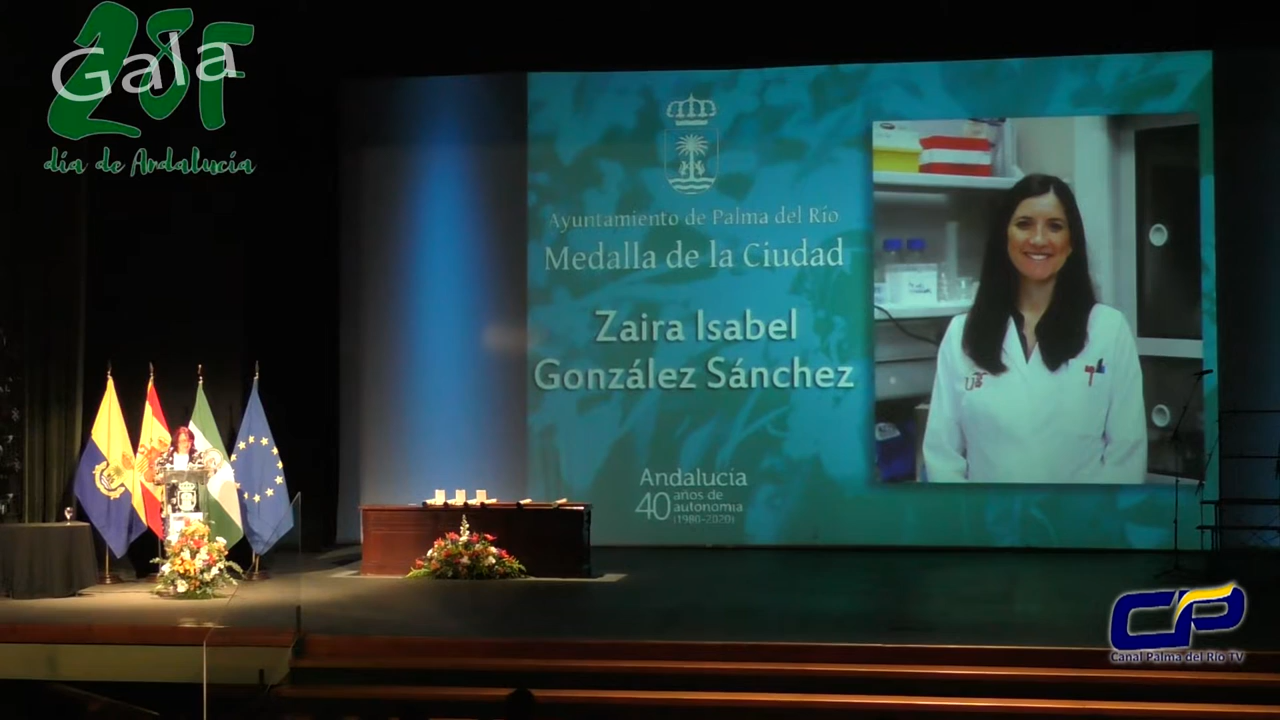 28F
Gala
día de Andalucía
Ayuntamiento de Palma del Río
Medalla de la Ciudad
Zaira Isabel
González Sánchez
Andalucía
40 años de
autonomía
(1980-2020)
CP
Canal Palma del Río TV